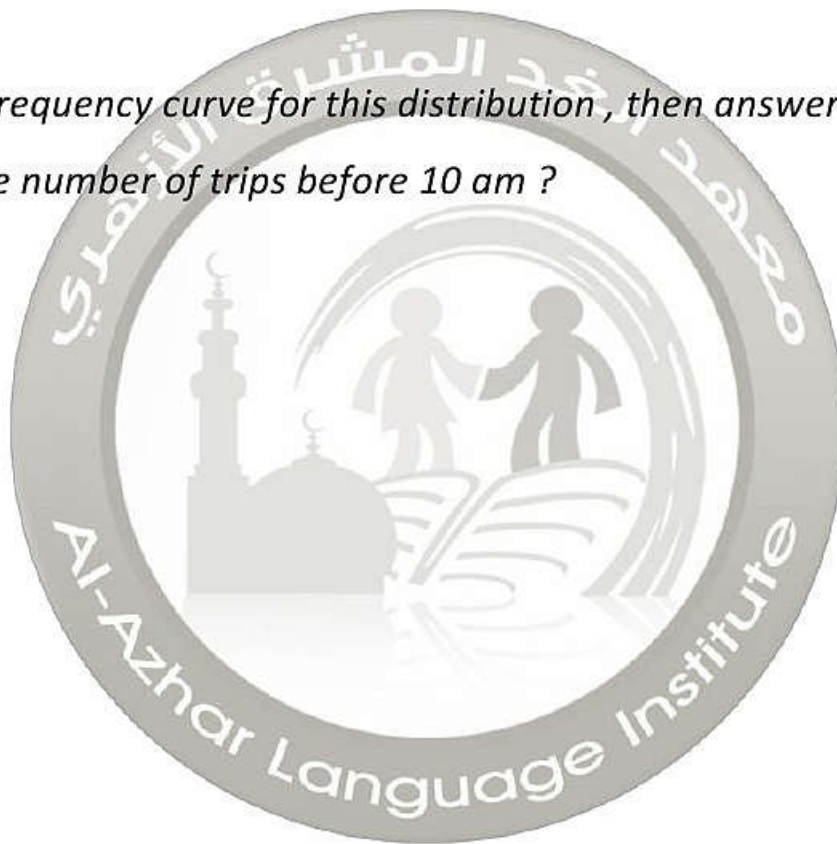 requency curve for this distribution , then answer
e number of trips before 10 am ?
معهد الغد المشرق الأزهري
Al-Azhar Language Institute